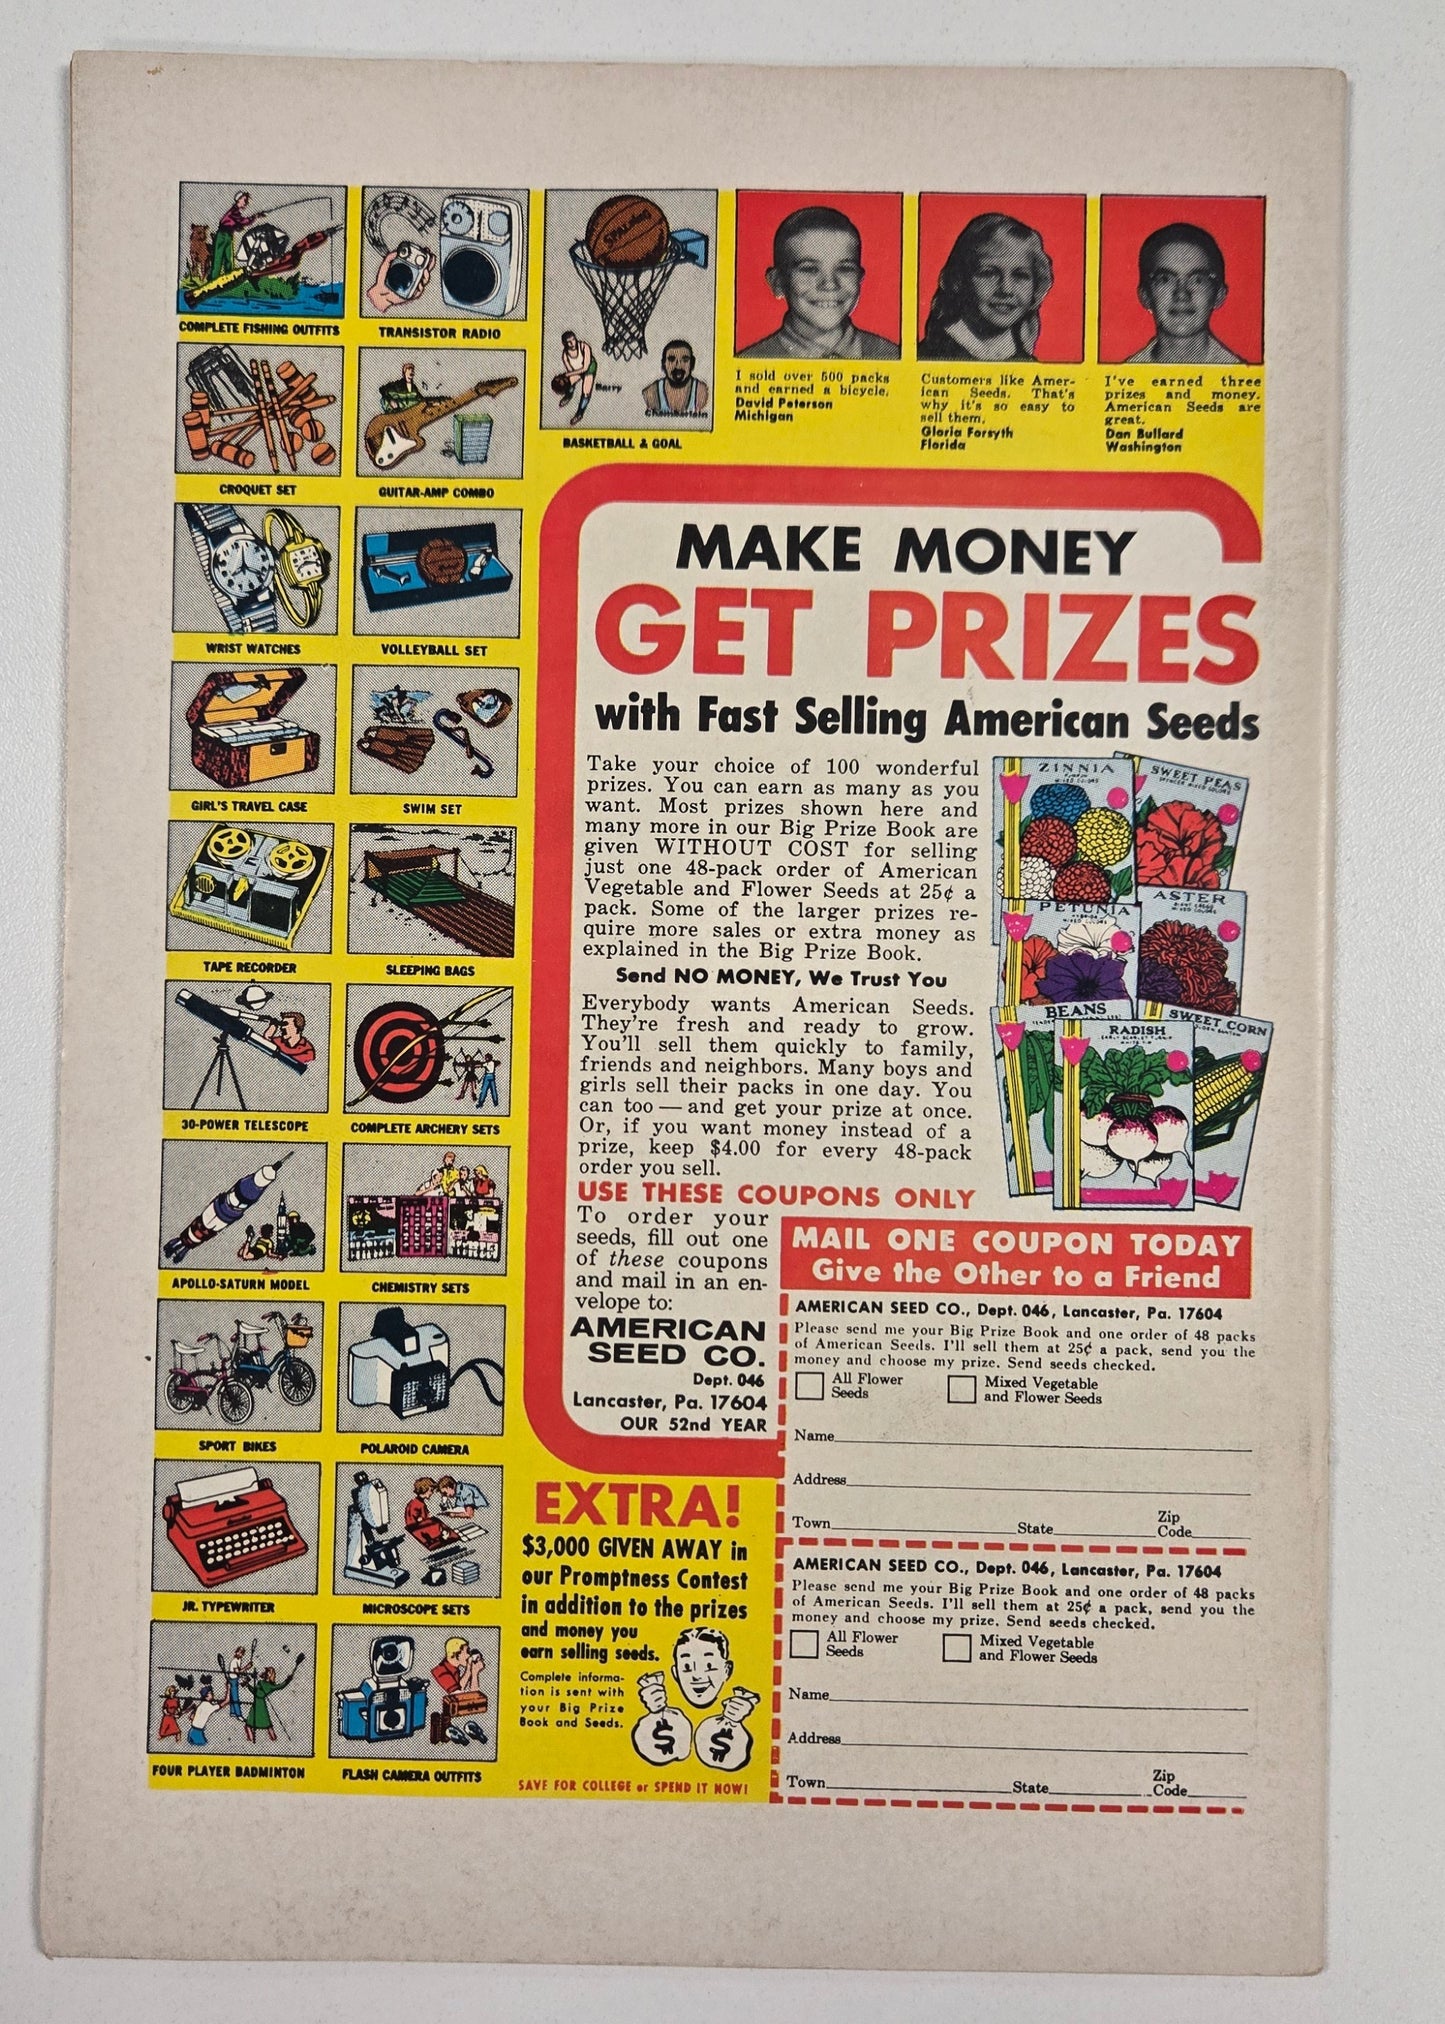 COMPLETE FISHING OUTFITS
TRANSISTOR RADIO
CROQUET SET
GUITAR-AMP COMBO
WRIST WATCHES
VOLLEYBALL SET
GIRL'S TRAVEL CASE
SWIM SET
TAPE RECORDER
SLEEPING BAGS
30-POWER TELESCOPE
COMPLETE ARCHERY SETS
APOLLO-SATURN MODEL
CHEMISTRY SETS
SPORT BIKES
POLAROID CAMERA
JR. TYPEWRITER
MICROSCOPE SETS
FOUR PLAYER BADMINTON
FLASH CAMERA OUTFITS
SPALDING
Barry
Chamberlain
BASKETBALL & GOAL
I sold over 500 packs
and earned a bicycle.
David Peterson
Michigan
Customers like Amer-
ican Seeds. That's
why it's so easy to
sell them.
Gloria Forsyth
Florida
I've earned three
prizes and money.
American Seeds are
great.
Dan Bullard
Washington
MAKE MONEY
GET PRIZES
with Fast Selling American Seeds
Take your choice of 100 wonderful
prizes. You can earn as many as you
want. Most prizes shown here and
many more in our Big Prize Book are
given WITHOUT COST for selling
just one 48-pack order of American
Vegetable and Flower Seeds at 25¢ a
pack. Some of the larger prizes re-
quire more sales or extra money as
explained in the Big Prize Book.
Send NO MONEY, We Trust You
Everybody wants American Seeds.
They're fresh and ready to grow.
You'll sell them quickly to family,
friends and neighbors. Many boys and
girls sell their packs in one day. You
can too — and get your prize at once.
Or, if you want money instead of a
prize, keep $4.00 for every 48-pack
order you sell.
ZINNIA
MIXED COLORS
SWEET PEAS
SPENCER MIXED COLORS
PETUNIA
ASTER
MIXED COLORS
BEANS
RADISH
WHITE TIP
SWEET CORN
USE THESE COUPONS ONLY
To order your
seeds, fill out one
of these coupons
and mail in an en-
velope to:
AMERICAN
SEED CO.
Dept. 046
Lancaster, Pa. 17604
OUR 52nd YEAR
MAIL ONE COUPON TODAY
Give the Other to a Friend
AMERICAN SEED CO., Dept. 046, Lancaster, Pa. 17604
Please send me your Big Prize Book and one order of 48 packs
of American Seeds. I'll sell them at 25¢ a pack, send you the
money and choose my prize. Send seeds checked.
All Flower
Seeds
Mixed Vegetable
and Flower Seeds
Name
Address
Town State Zip
Code
AMERICAN SEED CO., Dept. 046, Lancaster, Pa. 17604
Please send me your Big Prize Book and one order of 48 packs
of American Seeds. I'll sell them at 25¢ a pack, send you the
money and choose my prize. Send seeds checked.
All Flower
Seeds
Mixed Vegetable
and Flower Seeds
Name
Address
Town State Zip
Code
EXTRA!
$3,000 GIVEN AWAY in
our Promptness Contest
in addition to the prizes
and money you
earn selling seeds.
Complete informa-
tion is sent with
your Big Prize
Book and Seeds.
$ $
SAVE FOR COLLEGE or SPEND IT NOW!